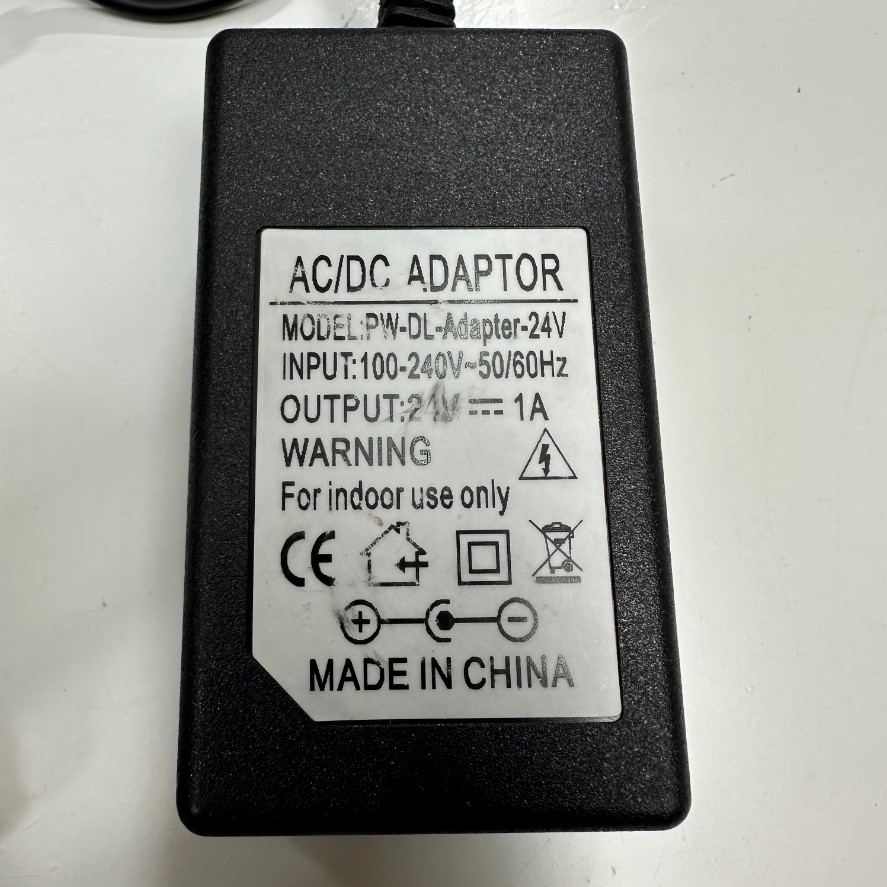 AC/DC ADAPTOR
MODEL:PW-DL-Adapter-24V
INPUT:100-240V~50/60Hz
OUTPUT:24V ⎓ 1A
WARNING
For indoor use only
CE
MADE IN CHINA